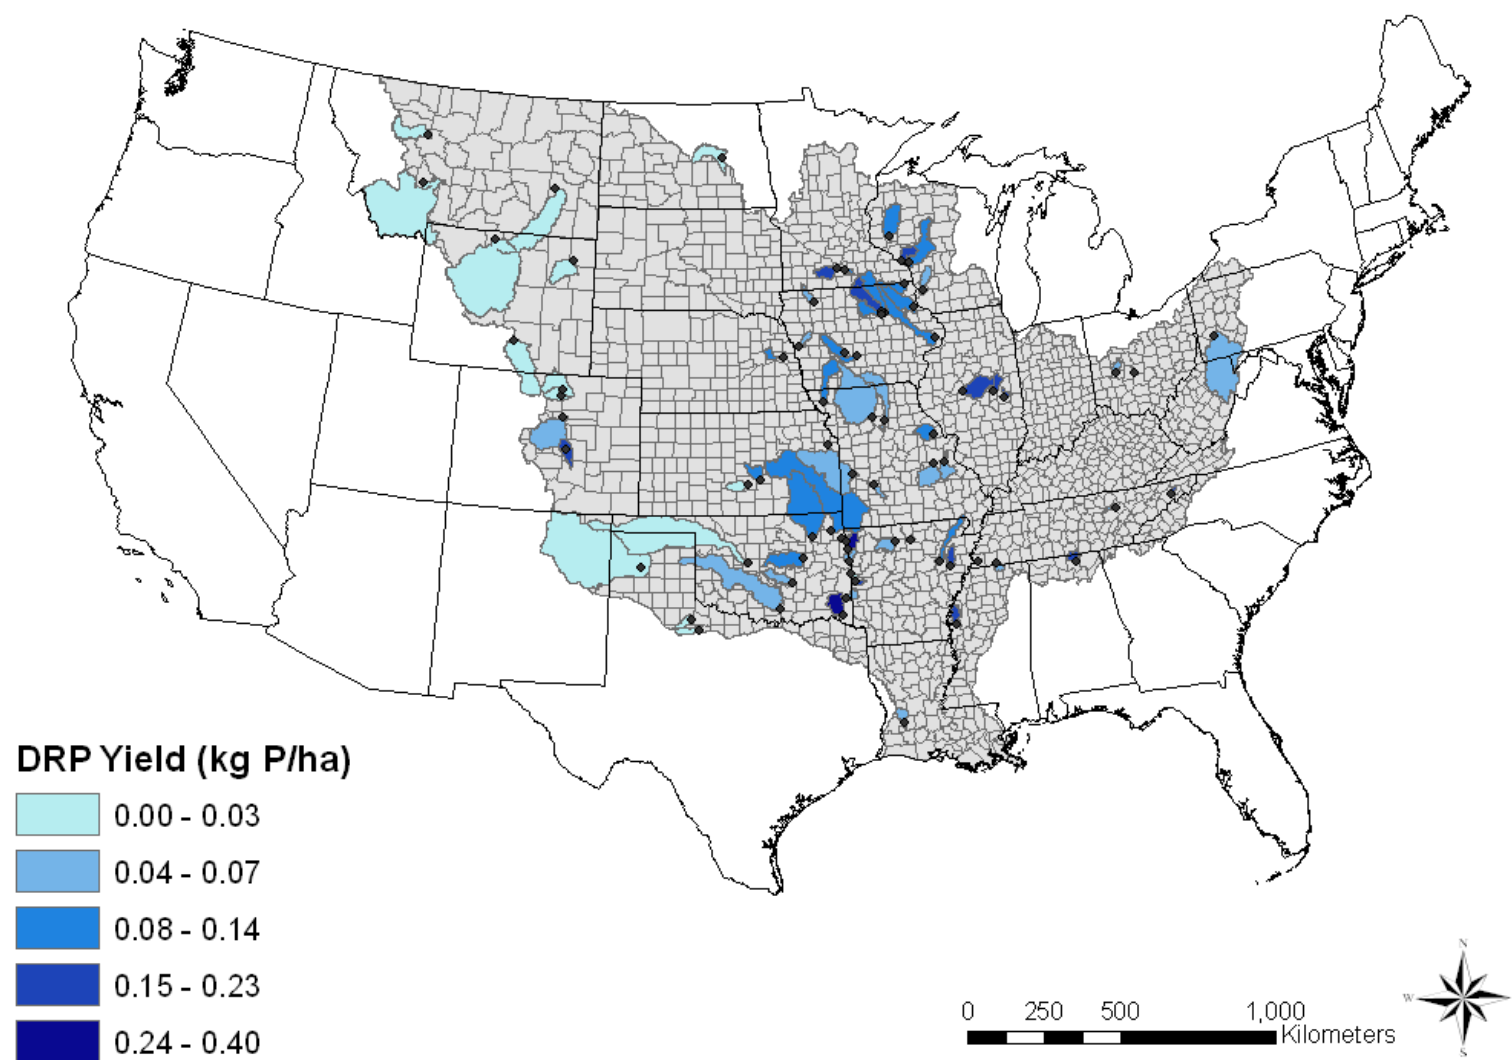 DRP Yield (kg P/ha)
0.00 - 0.03
0.04 - 0.07
0.08 - 0.14
0.15 - 0.23
0.24 - 0.40
0 250 500 1,000
Kilometers
N
W
S